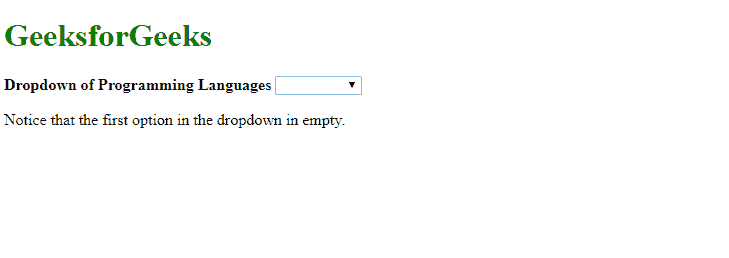 GeeksforGeeks
Dropdown of Programming Languages
Notice that the first option in the dropdown in empty.